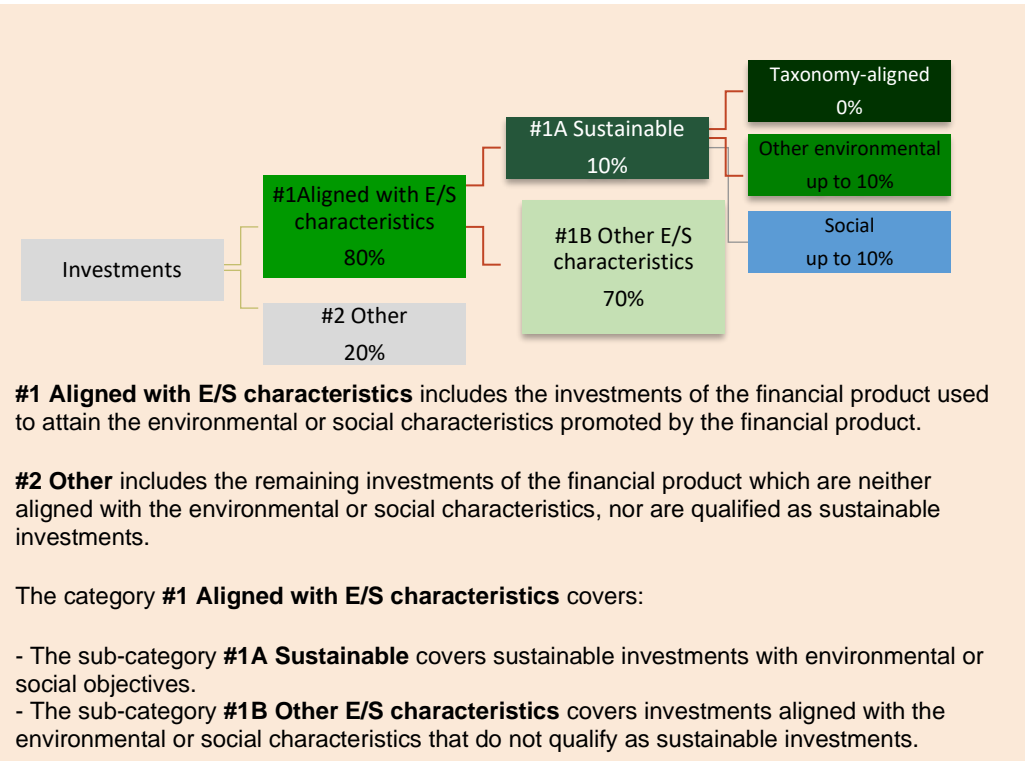 Taxonomy-aligned
0%
#1A Sustainable
10%
Other environmental
up to 10%
#1Aligned with E/S
characteristics
80%
#1B Other E/S
characteristics
70%
Social
up to 10%
Investments
#2 Other
20%
#1 Aligned with E/S characteristics includes the investments of the financial product used
to attain the environmental or social characteristics promoted by the financial product.
#2 Other includes the remaining investments of the financial product which are neither
aligned with the environmental or social characteristics, nor are qualified as sustainable
investments.
The category #1 Aligned with E/S characteristics covers:
- The sub-category #1A Sustainable covers sustainable investments with environmental or
social objectives.
- The sub-category #1B Other E/S characteristics covers investments aligned with the
environmental or social characteristics that do not qualify as sustainable investments.